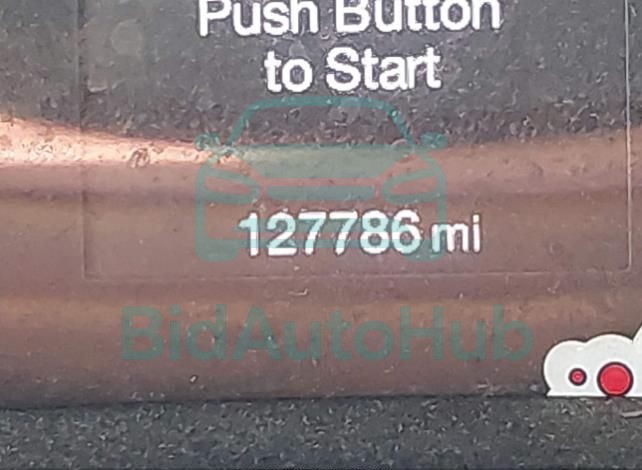 Push Button
to Start
127786 mi
BidAutoHub